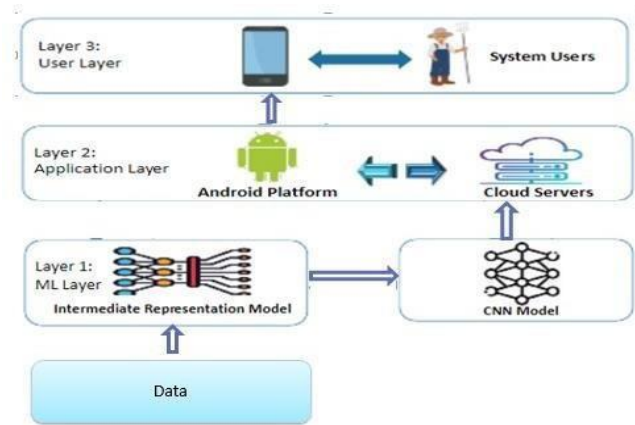 Layer 3:
User Layer
System Users
Layer 2:
Application Layer
Android Platform
Cloud Servers
Layer 1:
ML Layer
Intermediate Representation Model
CNN Model
Data